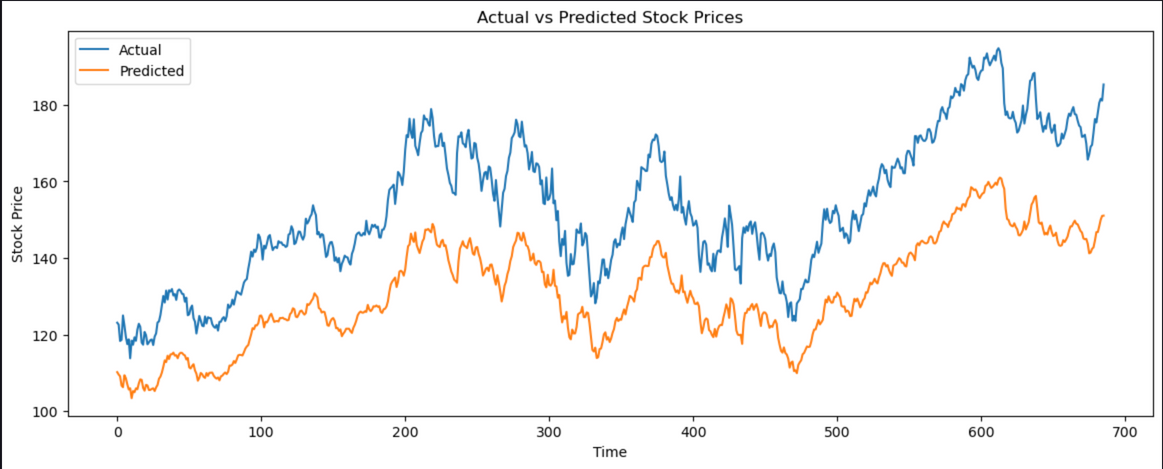 Actual vs Predicted Stock Prices
Actual
Predicted
Stock Price
180
160
140
120
100
0 100 200 300 400 500 600 700
Time